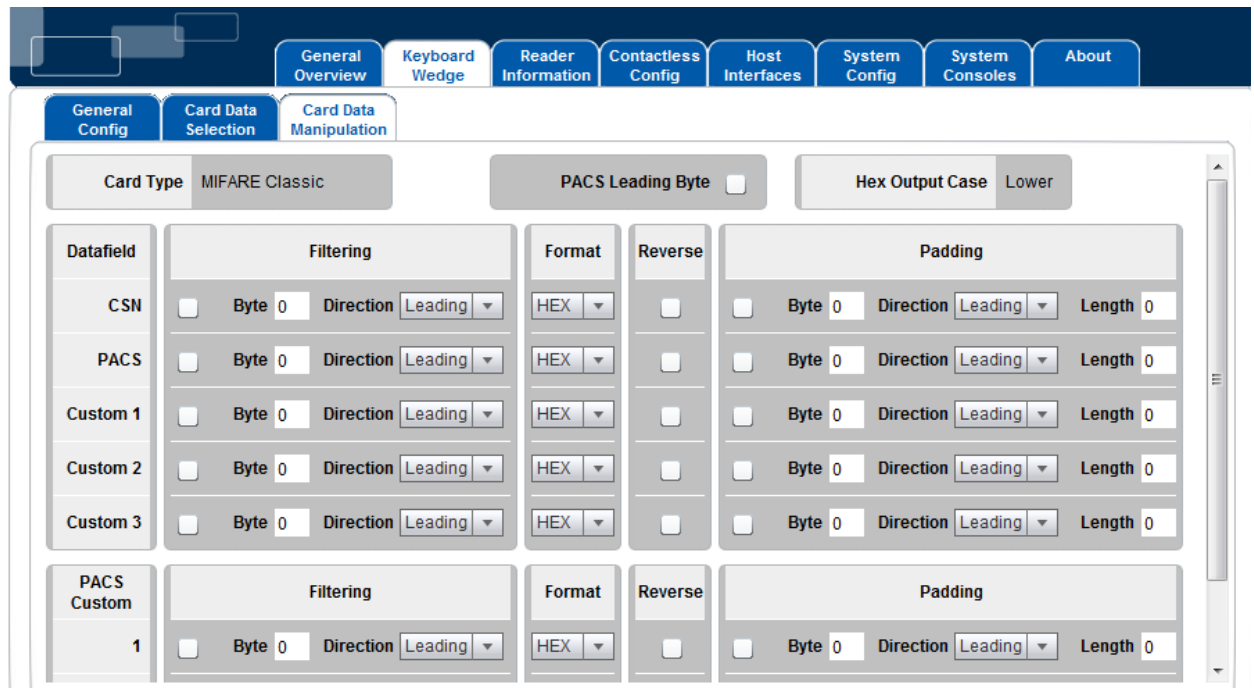 General Overview
Keyboard Wedge
Reader Information
Contactless Config
Host Interfaces
System Config
System Consoles
About
General Config
Card Data Selection
Card Data Manipulation
Card Type MIFARE Classic PACS Leading Byte Hex Output Case Lower
Datafield Filtering Format Reverse Padding
CSN Byte 0 Direction Leading HEX Byte 0 Direction Leading Length 0
PACS Byte 0 Direction Leading HEX Byte 0 Direction Leading Length 0
Custom 1 Byte 0 Direction Leading HEX Byte 0 Direction Leading Length 0
Custom 2 Byte 0 Direction Leading HEX Byte 0 Direction Leading Length 0
Custom 3 Byte 0 Direction Leading HEX Byte 0 Direction Leading Length 0
PACS Custom Filtering Format Reverse Padding
1 Byte 0 Direction Leading HEX Byte 0 Direction Leading Length 0